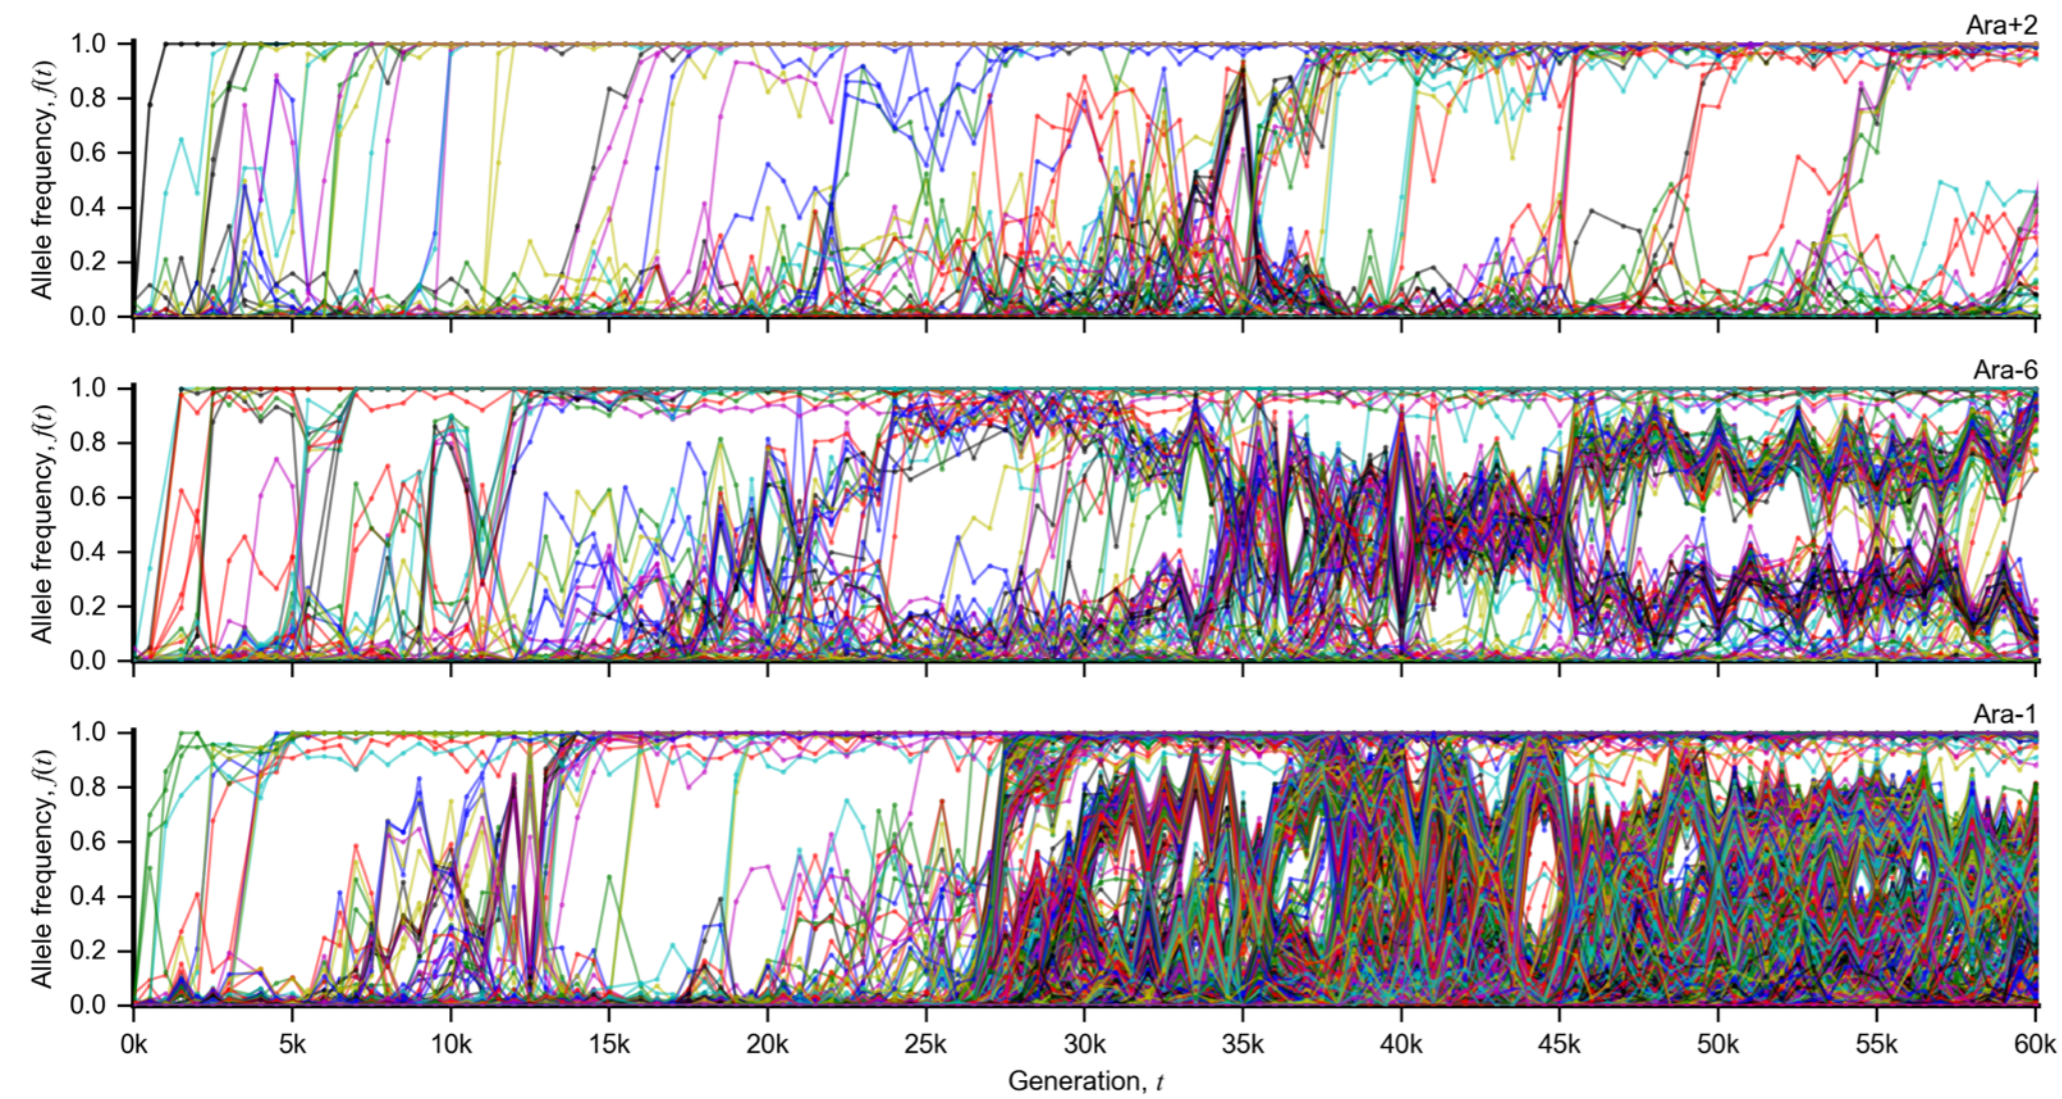 Ara+2
1.0
0.8
0.6
0.4
0.2
0.0
Allele frequency, f(t)
Ara-6
1.0
0.8
0.6
0.4
0.2
0.0
Allele frequency, f(t)
Ara-1
1.0
0.8
0.6
0.4
0.2
0.0
Allele frequency, f(t)
0k 5k 10k 15k 20k 25k 30k 35k 40k 45k 50k 55k 60k
Generation, t